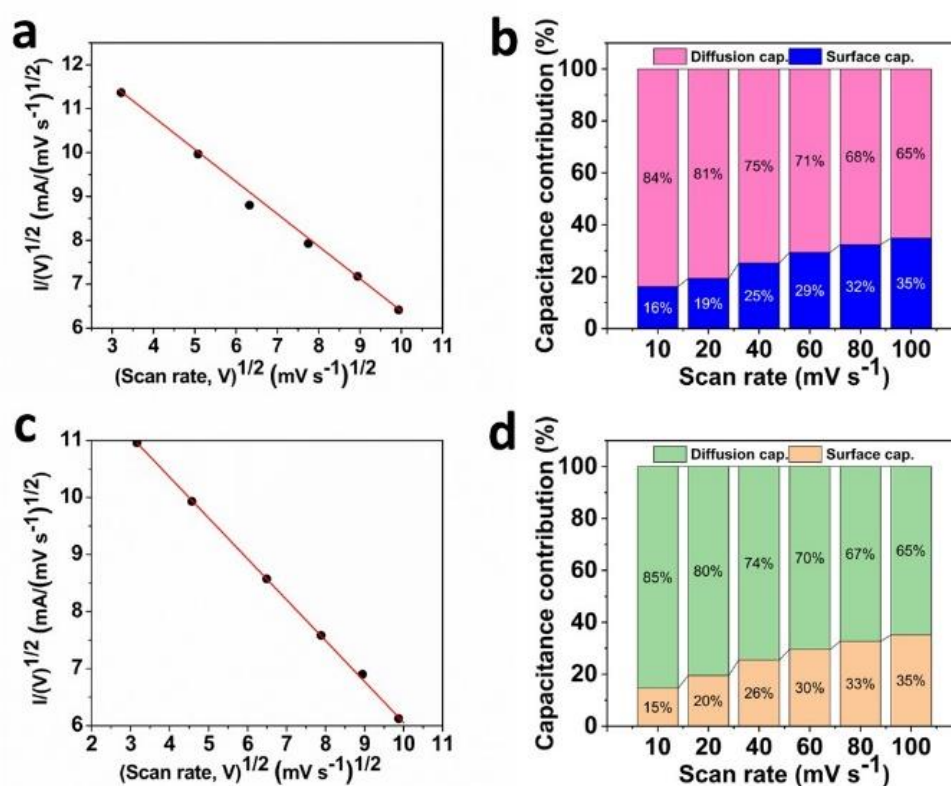 a
I/(V)^1/2 (mA/(mV s^-1)^1/2)
12
11
10
9
8
7
6
3 4 5 6 7 8 9 10 11
(Scan rate, V)^1/2 (mV s^-1)^1/2
b
Capacitance contribution (%)
Diffusion cap. Surface cap.
100
80
60
40
20
0
84% 81% 75% 71% 68% 65%
16% 19% 25% 29% 32% 35%
10 20 40 60 80 100
Scan rate (mV s^-1)
c
I/(V)^1/2 (mA/(mV s^-1)^1/2)
11
10
9
8
7
6
2 3 4 5 6 7 8 9 10 11
(Scan rate, V)^1/2 (mV s^-1)^1/2
d
Capacitance contribution (%)
Diffusion cap. Surface cap.
100
80
60
40
20
0
85% 80% 74% 70% 67% 65%
15% 20% 26% 30% 33% 35%
10 20 40 60 80 100
Scan rate (mV s^-1)